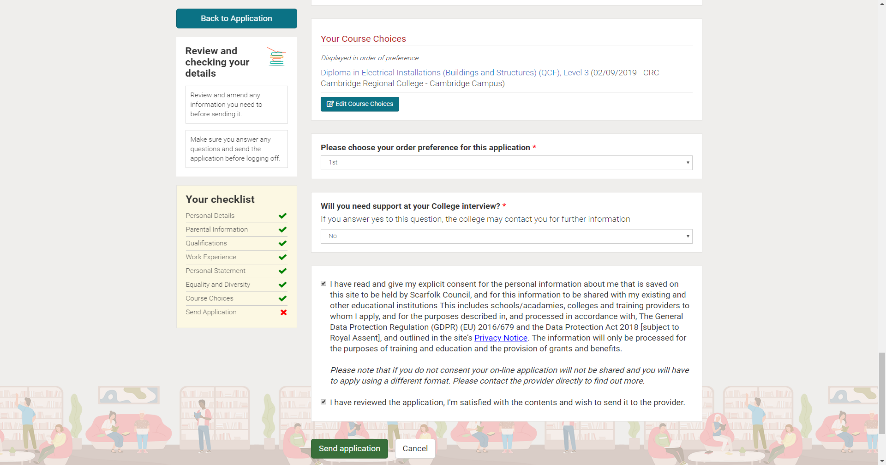 Back to Application
Review and
checking your
details
Review and amend any
information you need to
before sending it
Make sure you answer any
questions and send the
application before logging off.
Your checklist
Personal Details
Parental Information
Qualifications
Work Experience
Personal Statement
Equality and Diversity
Course Choices
Send Application
Your Course Choices
Displayed in order of preference
Diploma in Electrical Installations (Buildings and Structures) (QCF), Level 3 (02/09/2019 - CRC
Cambridge Regional College - Cambridge Campus)
Edit Course Choices
Please choose your order preference for this application *
1st
Will you need support at your College interview? *
If you answer yes to this question, the college may contact you for further information
No
I have read and give my explicit consent for the personal information about me that is saved on
this site to be held by Scarfolk Council, and for this information to be shared with my existing and
other educational institutions This includes schools/acadamies, colleges and training providers to
whom I apply, and for the purposes described in, and processed in accordance with, The General
Data Protection Regulation (GDPR) (EU) 2016/679 and the Data Protection Act 2018 [subject to
Royal Assent], and outlined in the site's Privacy Notice. The information will only be processed for
the purposes of training and education and the provision of grants and benefits.
Please note that if you do not consent your on-line application will not be shared and you will have
to apply using a different format. Please contact the provider directly to find out more.
I have reviewed the application, I'm satisfied with the contents and wish to send it to the provider.
Send application
Cancel